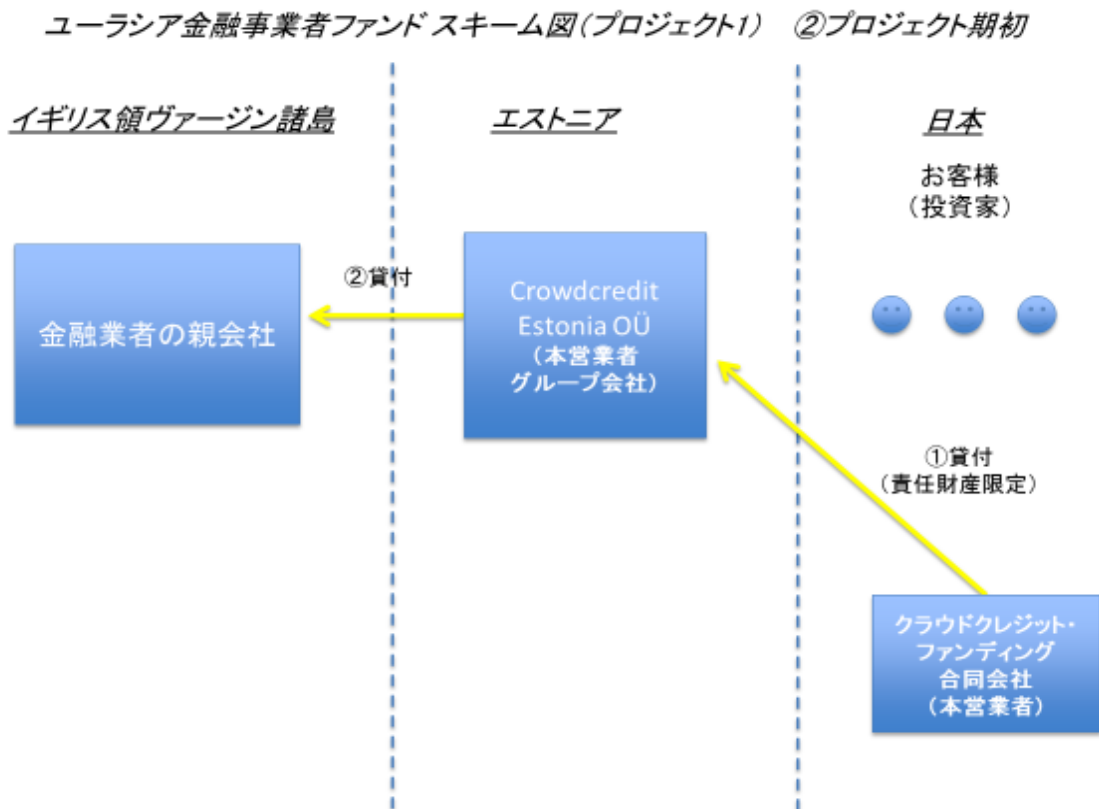 ユーラシア金融事業者ファンド スキーム図(プロジェクト1) ②プロジェクト期初
イギリス領ヴァージン諸島
エストニア
日本
お客様
(投資家)
金融業者の親会社
②貸付
Crowdcredit
Estonia OÜ
(本営業者
グループ会社)
①貸付
(責任財産限定)
クラウドクレジット・
ファンディング
合同会社
(本営業者)